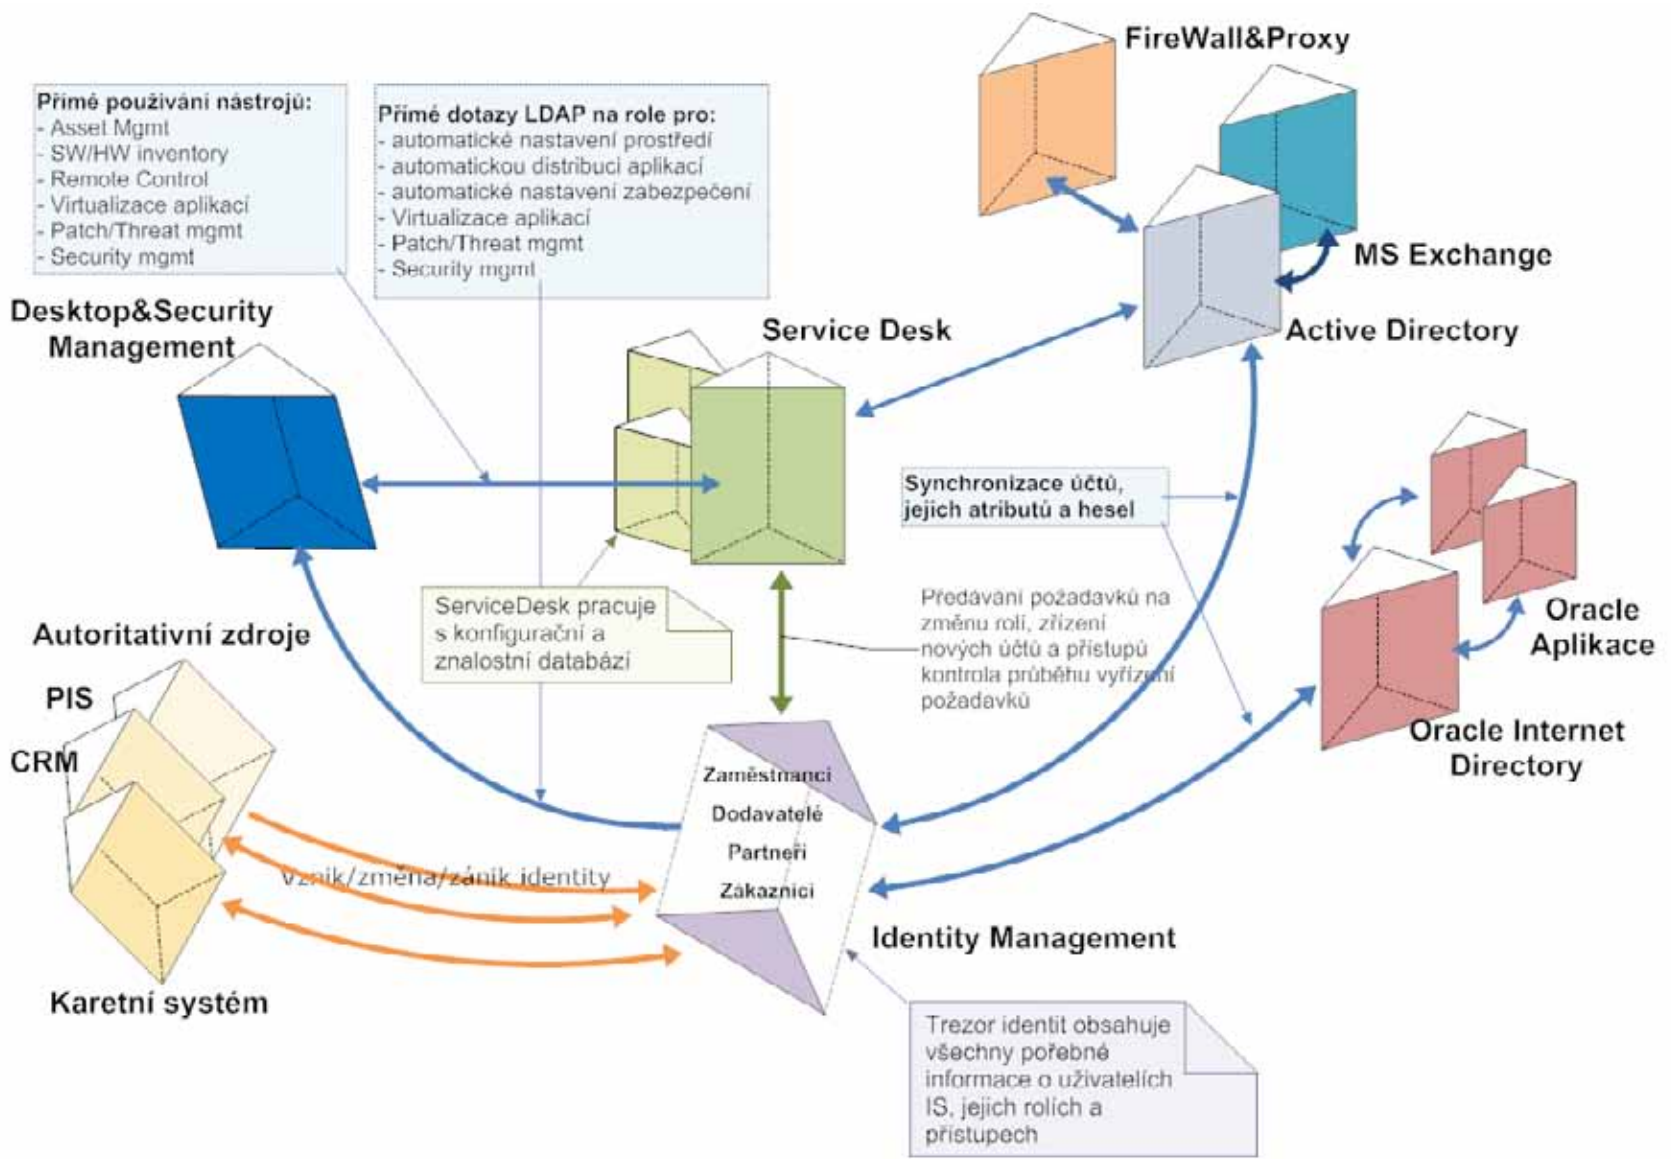 FireWall&Proxy
Přímé používání nástrojů:
- Asset Mgmt
- SW/HW inventory
- Remote Control
- Virtualizace aplikací
- Patch/Threat mgmt
- Security mgmt
Přímé dotazy LDAP na role pro:
- automatické nastavení prostředí
- automatickou distribuci aplikací
- automatické nastavení zabezpečení
- Virtualizace aplikací
- Patch/Threat mgmt
- Security mgmt
MS Exchange
Active Directory
Desktop&Security
Management
Service Desk
Synchronizace účtů,
jejich atributů a hesel
ServiceDesk pracuje
s konfigurační a
znalostní databází
Předávání požadavků na
změnu rolí, zřízení
nových účtů a přístupů
kontrola průběhu vyřízení
požadavků
Oracle
Aplikace
Oracle Internet
Directory
Autoritativní zdroje
PIS
CRM
Karetní systém
Vznik/změna/zánik identity
Zaměstnanci
Dodavatelé
Partneři
Zákazníci
Identity Management
Trezor identit obsahuje
všechny pořebné
informace o uživatelích
IS, jejich rolích a
přístupech